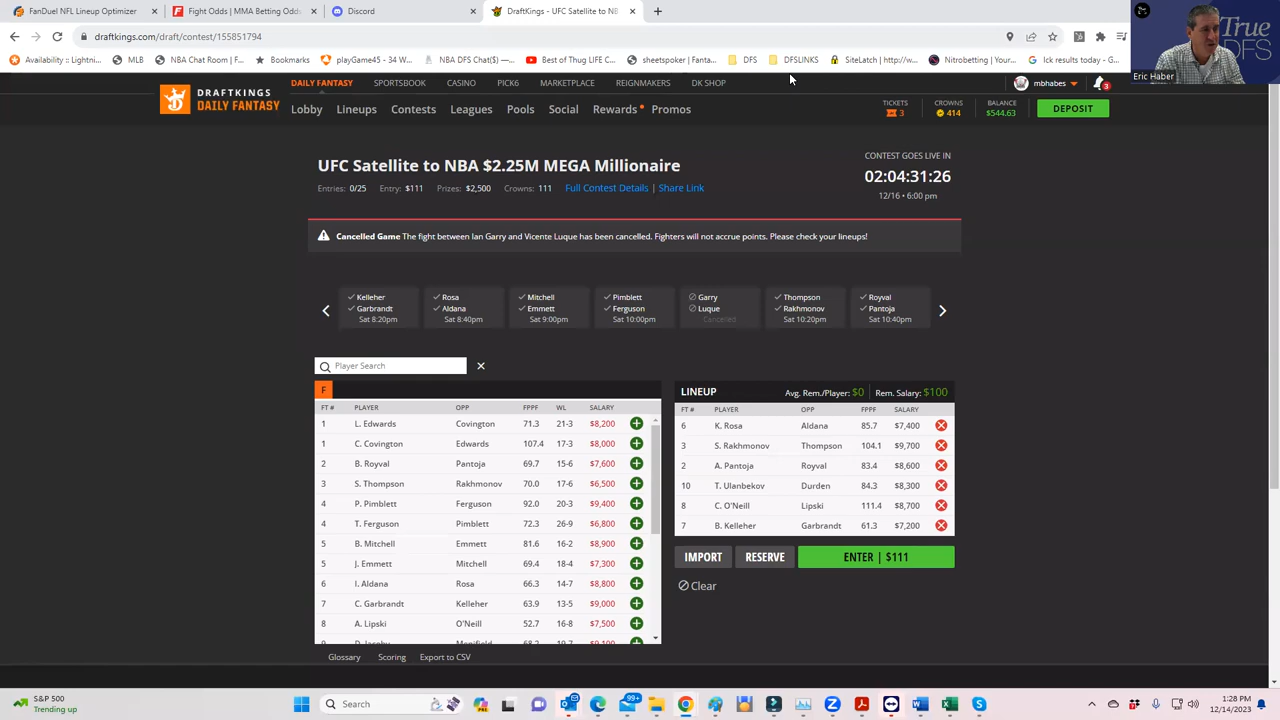 FanDuel NFL Lineup Optimizer
Fight Odds | MMA Betting Odds
Discord
DraftKings - UFC Satellite to NB
draftkings.com/draft/contest/155851794
Availability :: Lightni...
MLB
DK Chat Room - F...
Bookmarks
playGame45 - 3 W...
NFL DFS Chat($) -...
Best of Thug LIFE C...
sheetspoker | Fanta...
DFS
DFSLINKS
SiteLatch | http://w...
Nitrobetting | Your...
Ick results today - G...
True
DFS
Eric Haber
DRAFTKINGS
DAILY FANTASY
DAILY FANTASY
SPORTSBOOK
CASINO
PICK6
MARKETPLACE
REIGNMAKERS
DK SHOP
mbhabes
3
Lobby
Lineups
Contests
Leagues
Pools
Social
Rewards
Promos
TICKETS
3
CROWNS
414
BALANCE
$544.63
DEPOSIT
UFC Satellite to NBA $2.25M MEGA Millionaire
Entries: 0/25 Entry: $111 Prizes: $2,500 Crowns: 111 Full Contest Details | Share Link
CONTEST GOES LIVE IN
02:04:31:26
12/16 • 6:00 pm
Cancelled Game The fight between Ian Garry and Vicente Luque has been cancelled. Fighters will not accrue points. Please check your lineups!
Kelleher
Garbrandt
Sat 8:20pm
Rosa
Aldana
Sat 8:40pm
Mitchell
Emmett
Sat 9:00pm
Pimblett
Ferguson
Sat 10:00pm
Garry
Luque
Cancelled
Thompson
Rakhmonov
Sat 10:20pm
Royval
Pantoja
Sat 10:40pm
Player Search
F
FT # PLAYER OPP FPPF WL SALARY
1 L. Edwards Covington 71.3 21-3 $8,200
1 C. Covington Edwards 107.4 17-3 $8,000
2 B. Royval Pantoja 69.7 15-6 $7,600
3 S. Thompson Rakhmonov 70.0 17-6 $6,500
4 P. Pimblett Ferguson 92.0 20-3 $9,400
4 T. Ferguson Pimblett 72.3 26-9 $6,800
5 B. Mitchell Emmett 81.6 16-2 $8,900
5 J. Emmett Mitchell 69.4 18-4 $7,300
6 I. Aldana Rosa 66.3 14-7 $8,800
7 C. Garbrandt Kelleher 63.9 13-5 $9,000
8 A. Lipski O'Neill 52.7 16-8 $7,500
LINEUP Avg. Rem./Player: $0 Rem. Salary: $100
FT # PLAYER OPP FPPF SALARY
6 K. Rosa Aldana 85.7 $7,400
3 S. Rakhmonov Thompson 104.1 $9,700
2 A. Pantoja Royval 83.4 $8,600
10 T. Ulanbekov Durden 84.3 $8,300
8 C. O'Neill Lipski 111.4 $8,700
7 B. Kelleher Garbrandt 61.3 $7,200
IMPORT
RESERVE
ENTER | $111
Clear
Glossary
Scoring
Export to CSV
S&P 500
Trending up
Search
99+
1:28 PM
12/14/2023